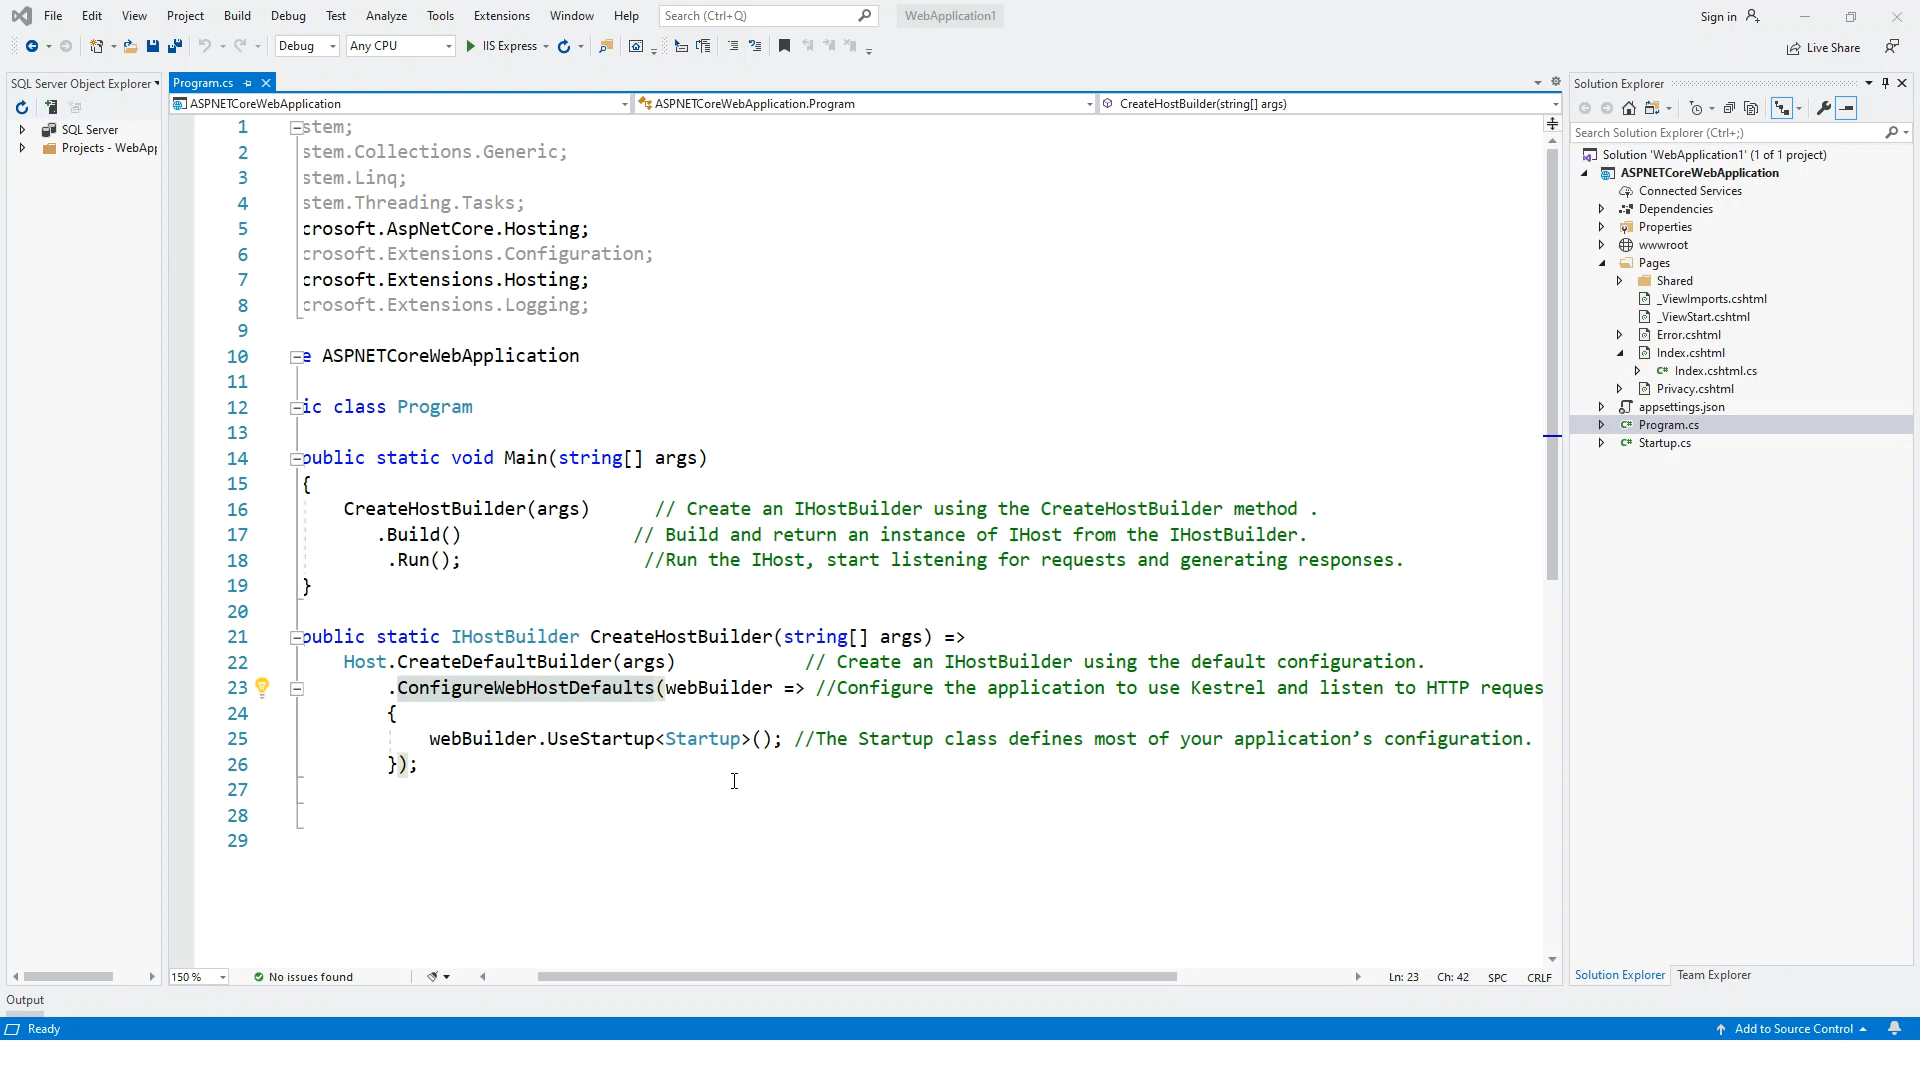 File Edit View Project Build Debug Test Analyze Tools Extensions Window Help Search (Ctrl+Q) WebApplication1 Sign in
Debug Any CPU IIS Express Live Share
SQL Server Object Explorer
SQL Server
Projects - WebApp
Program.cs
ASPNETCoreWebApplication ASPNETCoreWebApplication.Program CreateHostBuilder(string[] args)
1 stem;
2 stem.Collections.Generic;
3 stem.Linq;
4 stem.Threading.Tasks;
5 crosoft.AspNetCore.Hosting;
6 crosoft.Extensions.Configuration;
7 crosoft.Extensions.Hosting;
8 crosoft.Extensions.Logging;
9
10 e ASPNETCoreWebApplication
11
12 ic class Program
13
14 public static void Main(string[] args)
15 {
16 CreateHostBuilder(args) // Create an IHostBuilder using the CreateHostBuilder method .
17 .Build() // Build and return an instance of IHost from the IHostBuilder.
18 .Run(); //Run the IHost, start listening for requests and generating responses.
19 }
20
21 public static IHostBuilder CreateHostBuilder(string[] args) =>
22 Host.CreateDefaultBuilder(args) // Create an IHostBuilder using the default configuration.
23 .ConfigureWebHostDefaults(webBuilder => //Configure the application to use Kestrel and listen to HTTP reques
24 {
25 webBuilder.UseStartup<Startup>(); //The Startup class defines most of your application’s configuration.
26 });
27
28
29
150 % No issues found Ln: 23 Ch: 42 SPC CRLF
Solution Explorer
Search Solution Explorer (Ctrl+;)
Solution 'WebApplication1' (1 of 1 project)
ASPNETCoreWebApplication
Connected Services
Dependencies
Properties
wwwroot
Pages
Shared
_ViewImports.cshtml
_ViewStart.cshtml
Error.cshtml
Index.cshtml
C# Index.cshtml.cs
Privacy.cshtml
appsettings.json
C# Program.cs
C# Startup.cs
Solution Explorer Team Explorer
Output
Ready Add to Source Control